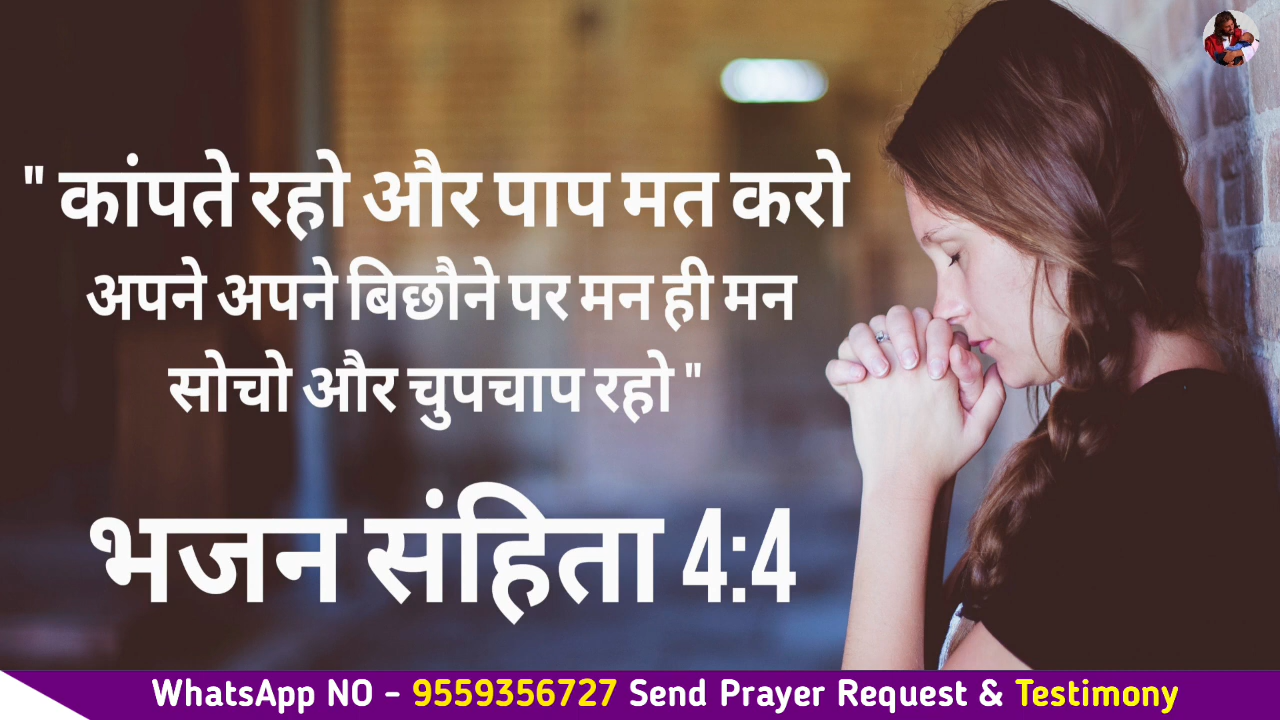 " कांपते रहो और पाप मत करो
अपने अपने बिछौने पर मन ही मन
सोचो और चुपचाप रहो "
भजन संहिता 4:4
WhatsApp NO - 9559356727 Send Prayer Request & Testimony